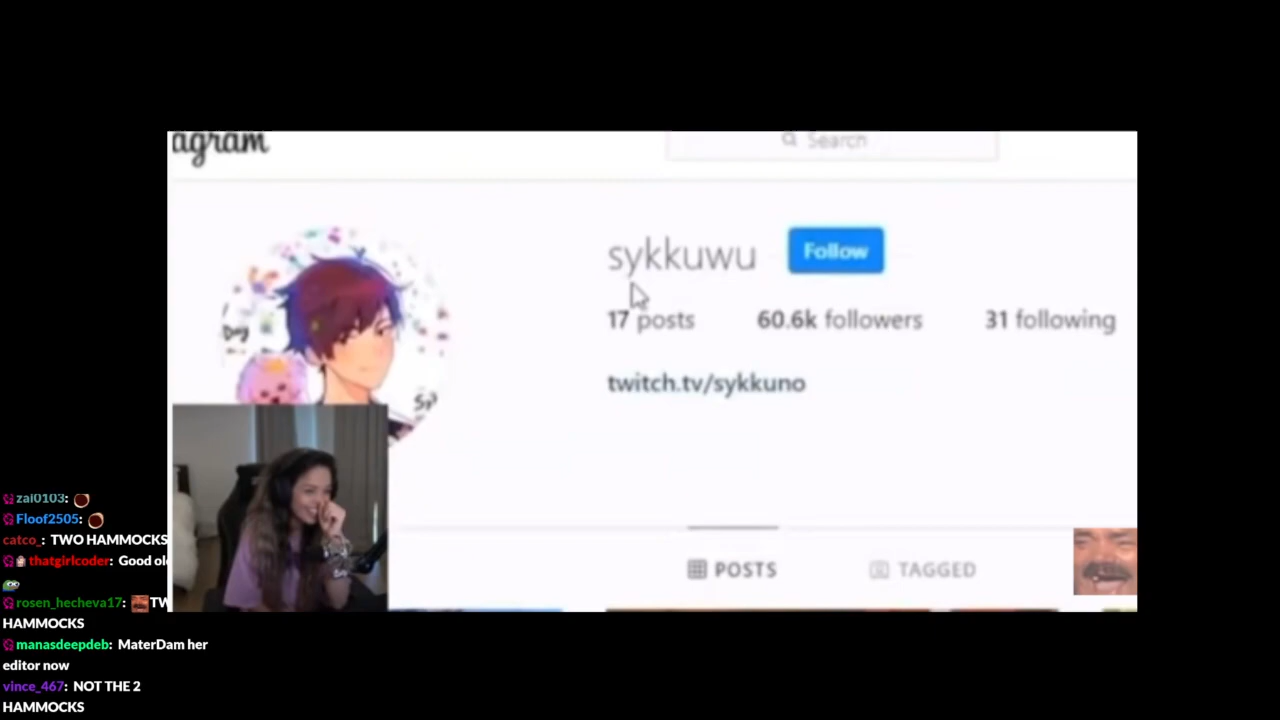 agram
Search
sykkuwu
Follow
17 posts
60.6k followers
31 following
twitch.tv/sykkuno
Day
POSTS
TAGGED
zai0103:
Floof2505:
catco_: TWO HAMMOCKS
thatgirlcoder: Good ol
rosen_hecheva17: TW
HAMMOCKS
manasdeepdeb: MaterDam her
editor now
vince_467: NOT THE 2
HAMMOCKS